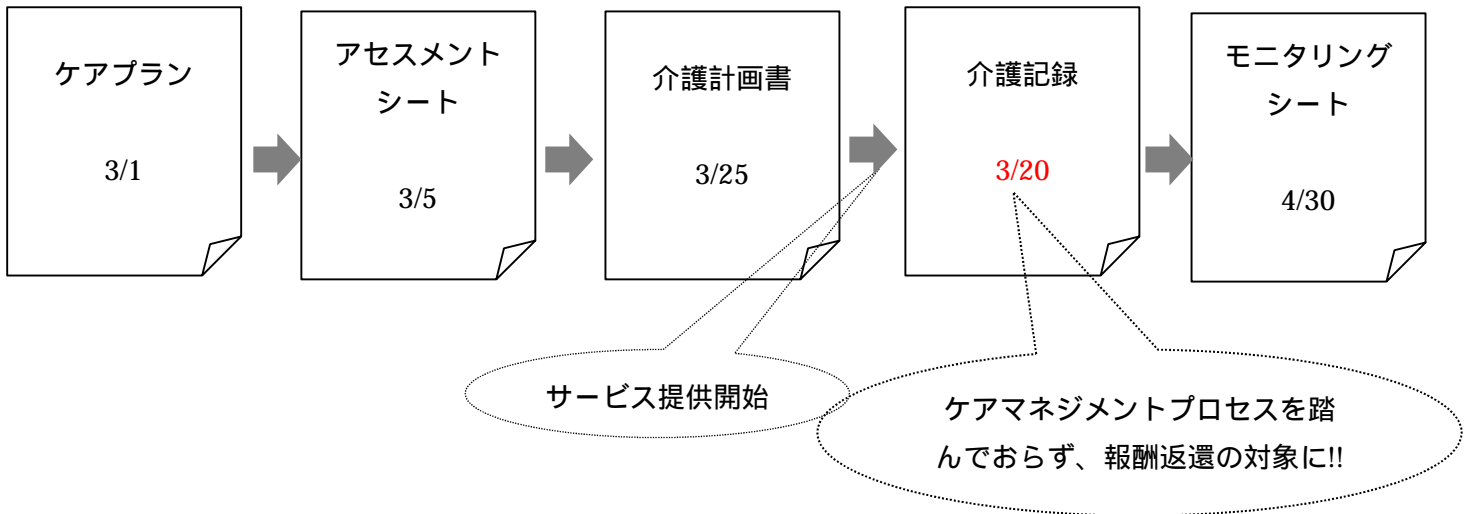 ケアプラン
3/1
アセスメント
シート
3/5
介護計画書
3/25
介護記録
3/20
モニタリング
シート
4/30
サービス提供開始
ケアマネジメントプロセスを踏
んでおらず、報酬返還の対象に!!